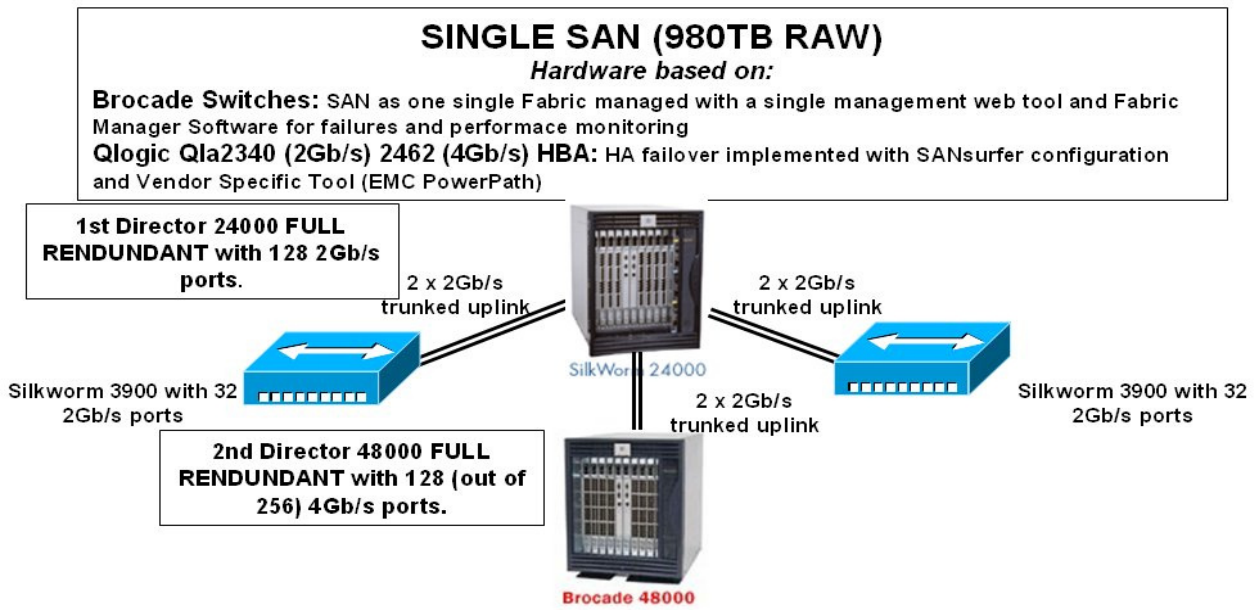 SINGLE SAN (980TB RAW)
Hardware based on:
Brocade Switches: SAN as one single Fabric managed with a single management web tool and Fabric
Manager Software for failures and performace monitoring
Qlogic Qla2340 (2Gb/s) 2462 (4Gb/s) HBA: HA failover implemented with SANsurfer configuration
and Vendor Specific Tool (EMC PowerPath)
1st Director 24000 FULL
RENDUNDANT with 128 2Gb/s
ports.
2 x 2Gb/s
trunked uplink
2 x 2Gb/s
trunked uplink
SilkWorm 24000
Silkworm 3900 with 32
2Gb/s ports
Silkworm 3900 with 32
2Gb/s ports
2 x 2Gb/s
trunked uplink
2nd Director 48000 FULL
RENDUNDANT with 128 (out of
256) 4Gb/s ports.
Brocade 48000